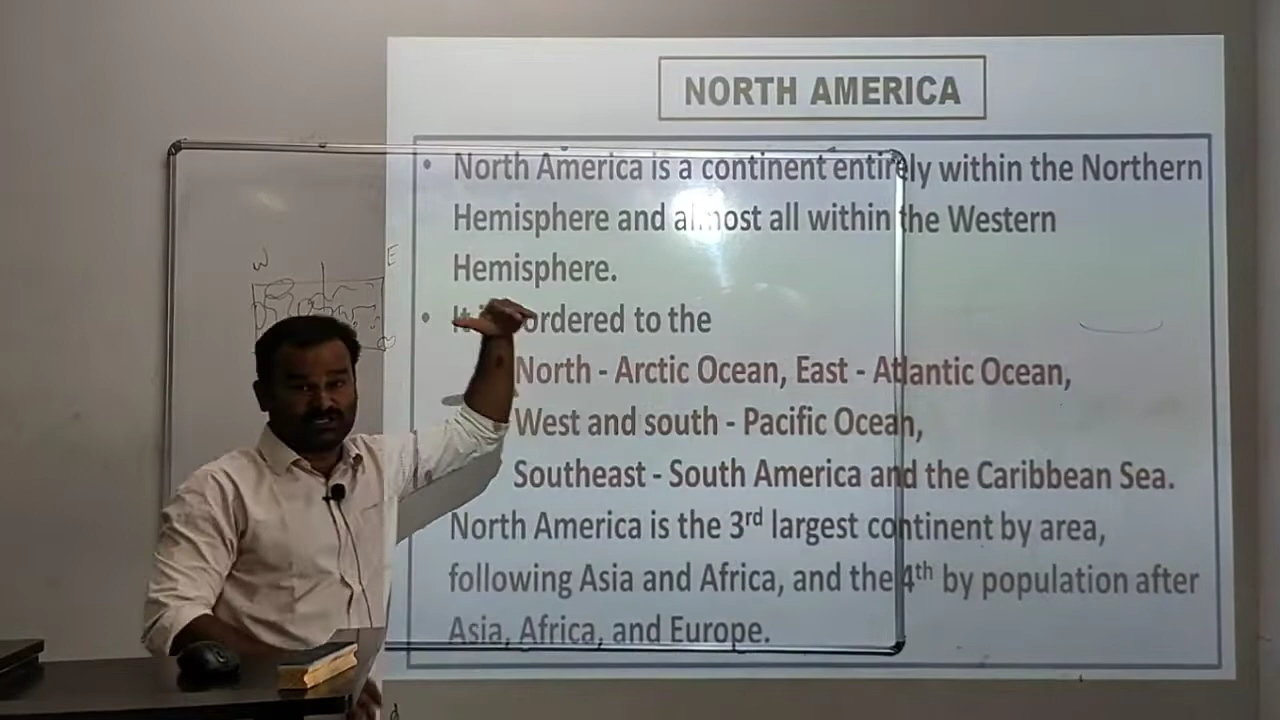 NORTH AMERICA
• North America is a continent entirely within the Northern
Hemisphere and almost all within the Western
Hemisphere.
• It is bordered to the
North - Arctic Ocean, East - Atlantic Ocean,
West and south - Pacific Ocean,
Southeast - South America and the Caribbean Sea.
North America is the 3rd largest continent by area,
following Asia and Africa, and the 4th by population after
Asia, Africa, and Europe.
W E